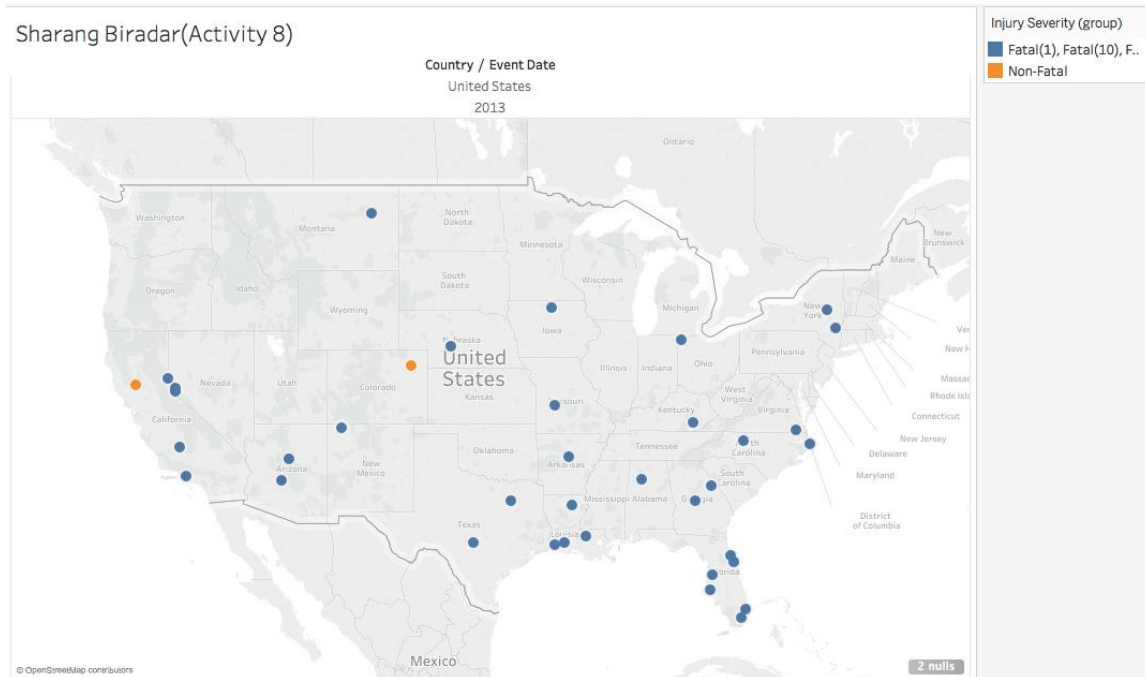 Sharang Biradar(Activity 8)
Country / Event Date
United States
2013
Injury Severity (group)
Fatal(1), Fatal(10), F..
Non-Fatal
Ontario
Washington
Montana
North
Dakota
Minnesota
New
Brunswick
Maine
Oregon
Idaho
South
Dakota
Wisconsin
Michigan
Wyoming
New
York
Iowa
Nebraska
United
States
Nevada
Utah
Colorado
Kansas
Illinois
Indiana
Ohio
Pennsylvania
West
Virginia
Virginia
Ver
New H
Massac
Rhode Isla
Connecticut
New Jersey
Delaware
Maryland
District
of Columbia
California
Kentucky
Tennessee
Carolina
Arizona
New
Mexico
Oklahoma
Arkansas
South
Carolina
Mississippi
Alabama
Texas
Mexico
© OpenStreetMap contributors
2 nulls